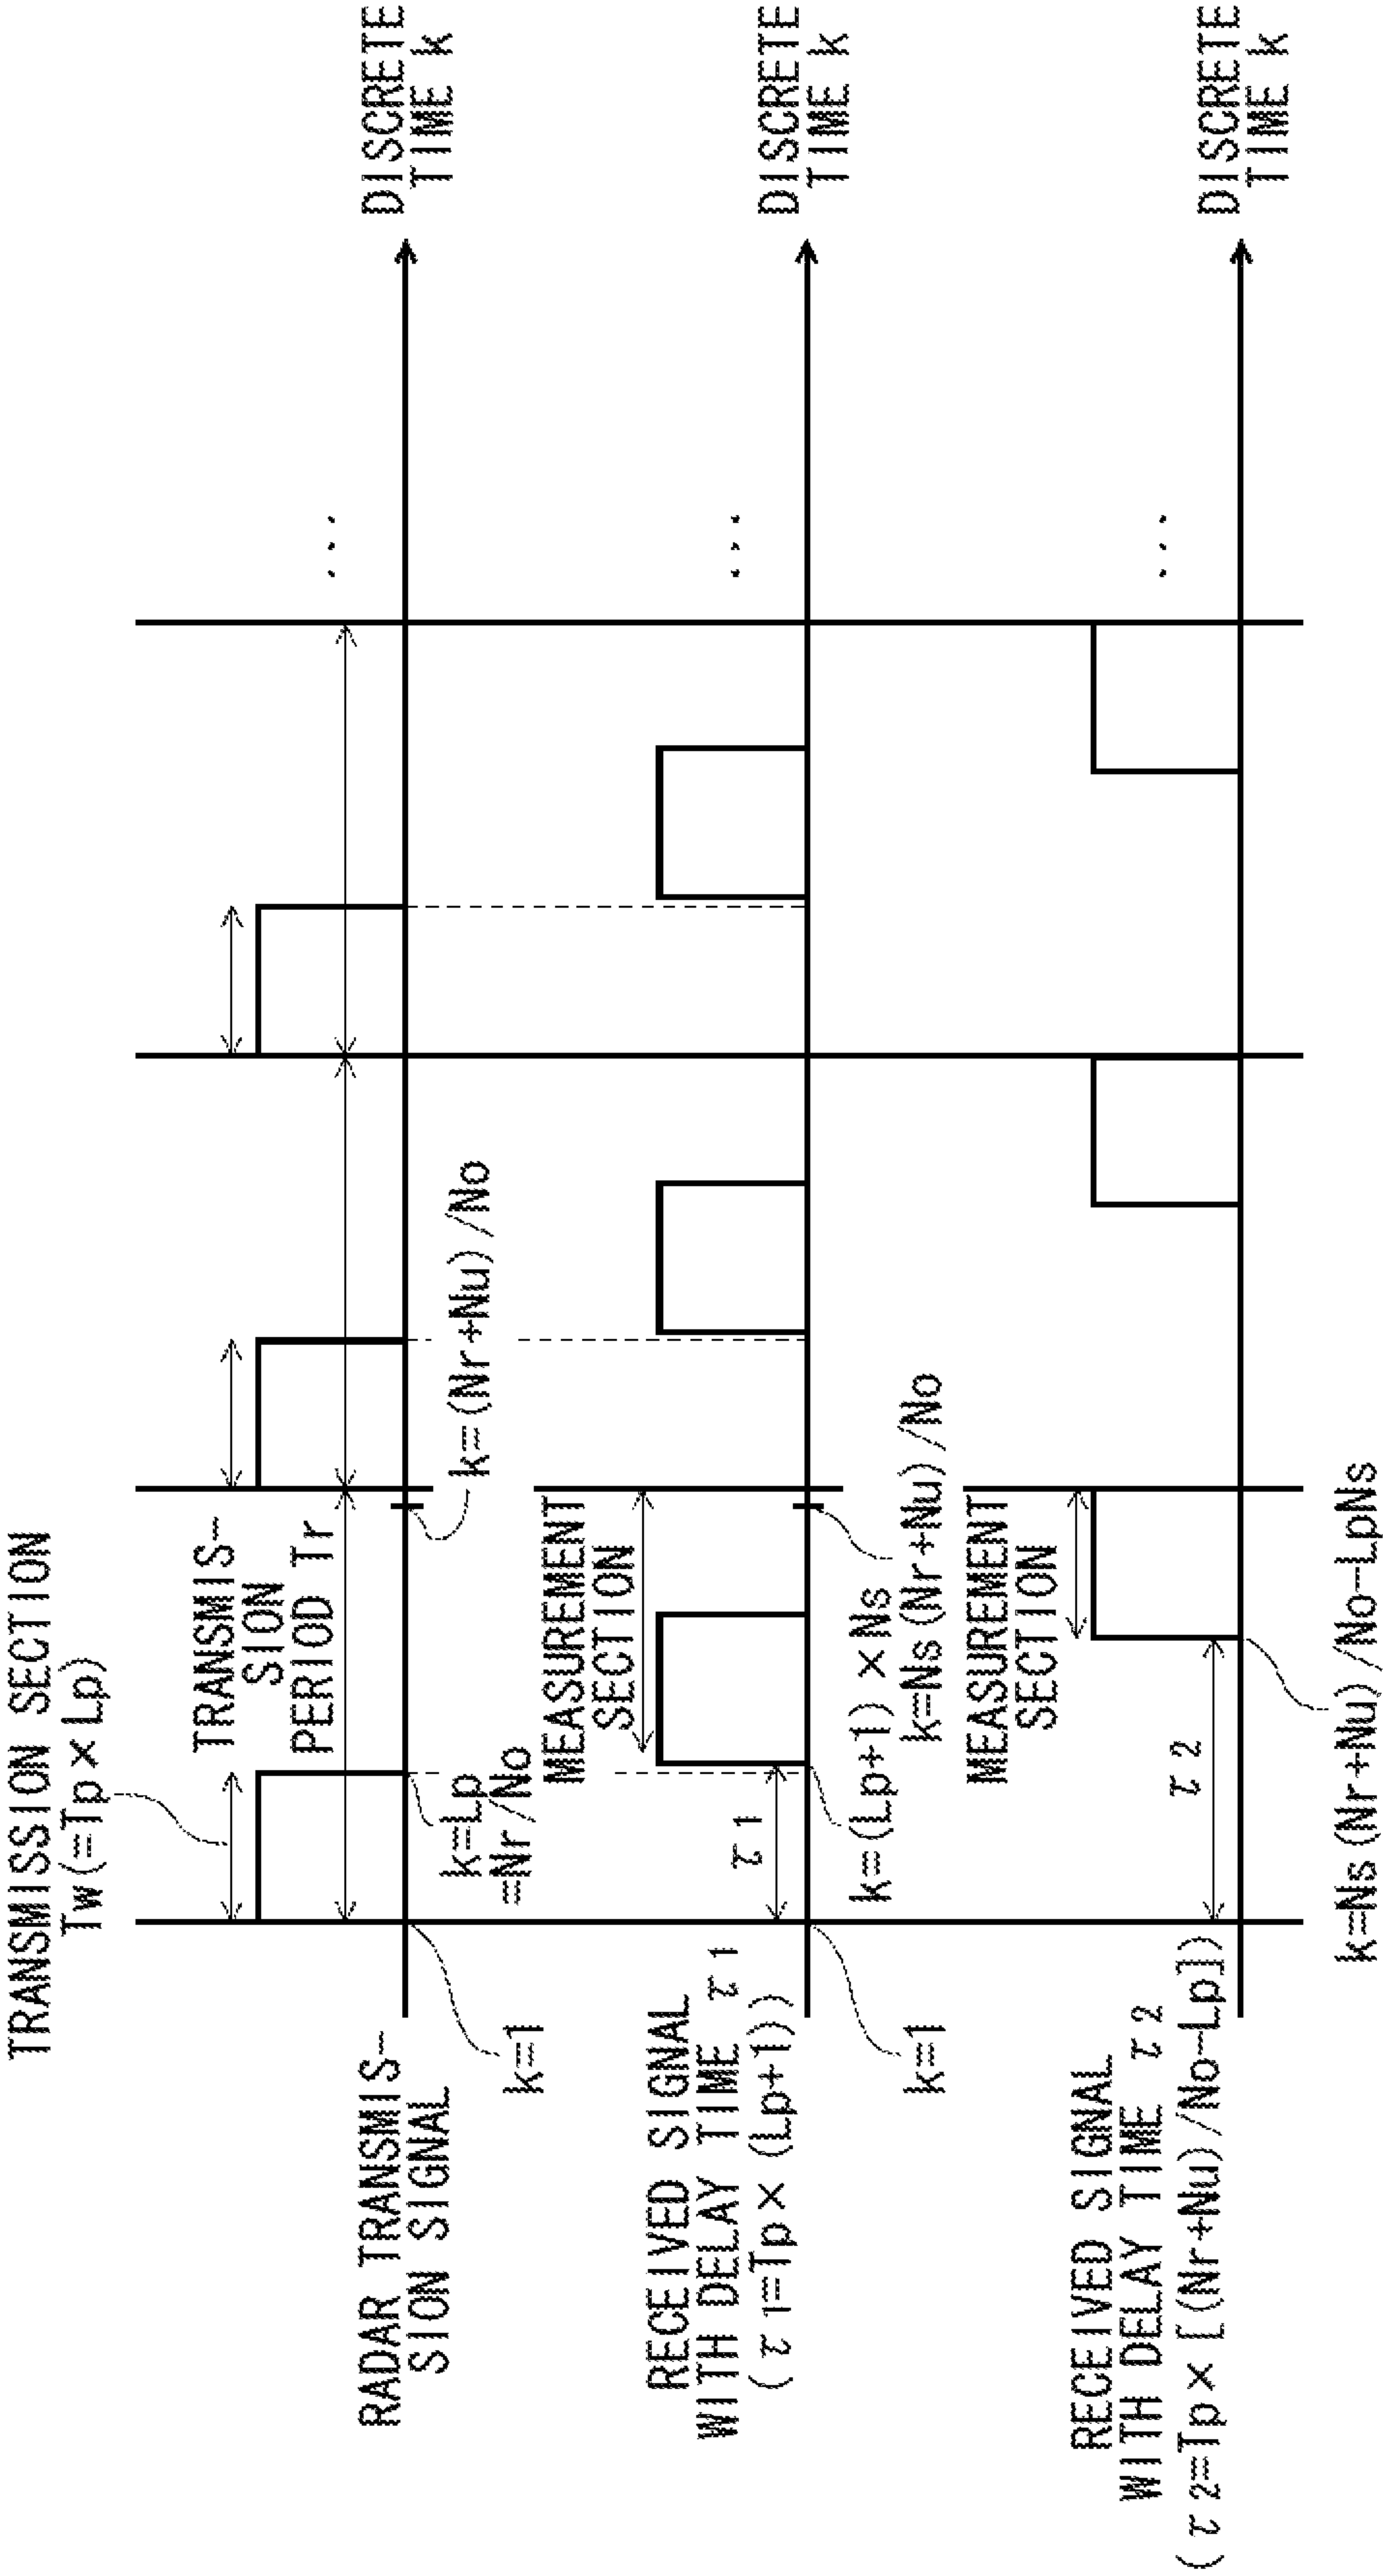 TRANSMISSION SECTION
Tw(=Tp×Lp)
TRANSMIS-
SION
PERIOD Tr
...
RADAR TRANSMIS-
SION SIGNAL
DISCRETE
TIME k
k=1
k=Lp
=Nr/No
k=(Nr+Nu)/No
MEASUREMENT
SECTION
...
RECEIVED SIGNAL
WITH DELAY TIME τ1
(τ1=Tp×(Lp+1))
τ1
DISCRETE
TIME k
k=1
k=(Lp+1)×Ns
k=Ns(Nr+Nu)/No
MEASUREMENT
SECTION
...
RECEIVED SIGNAL
WITH DELAY TIME τ2
(τ2=Tp×[(Nr+Nu)/No-Lp])
τ2
DISCRETE
TIME k
k=Ns(Nr+Nu)/No-LpNs